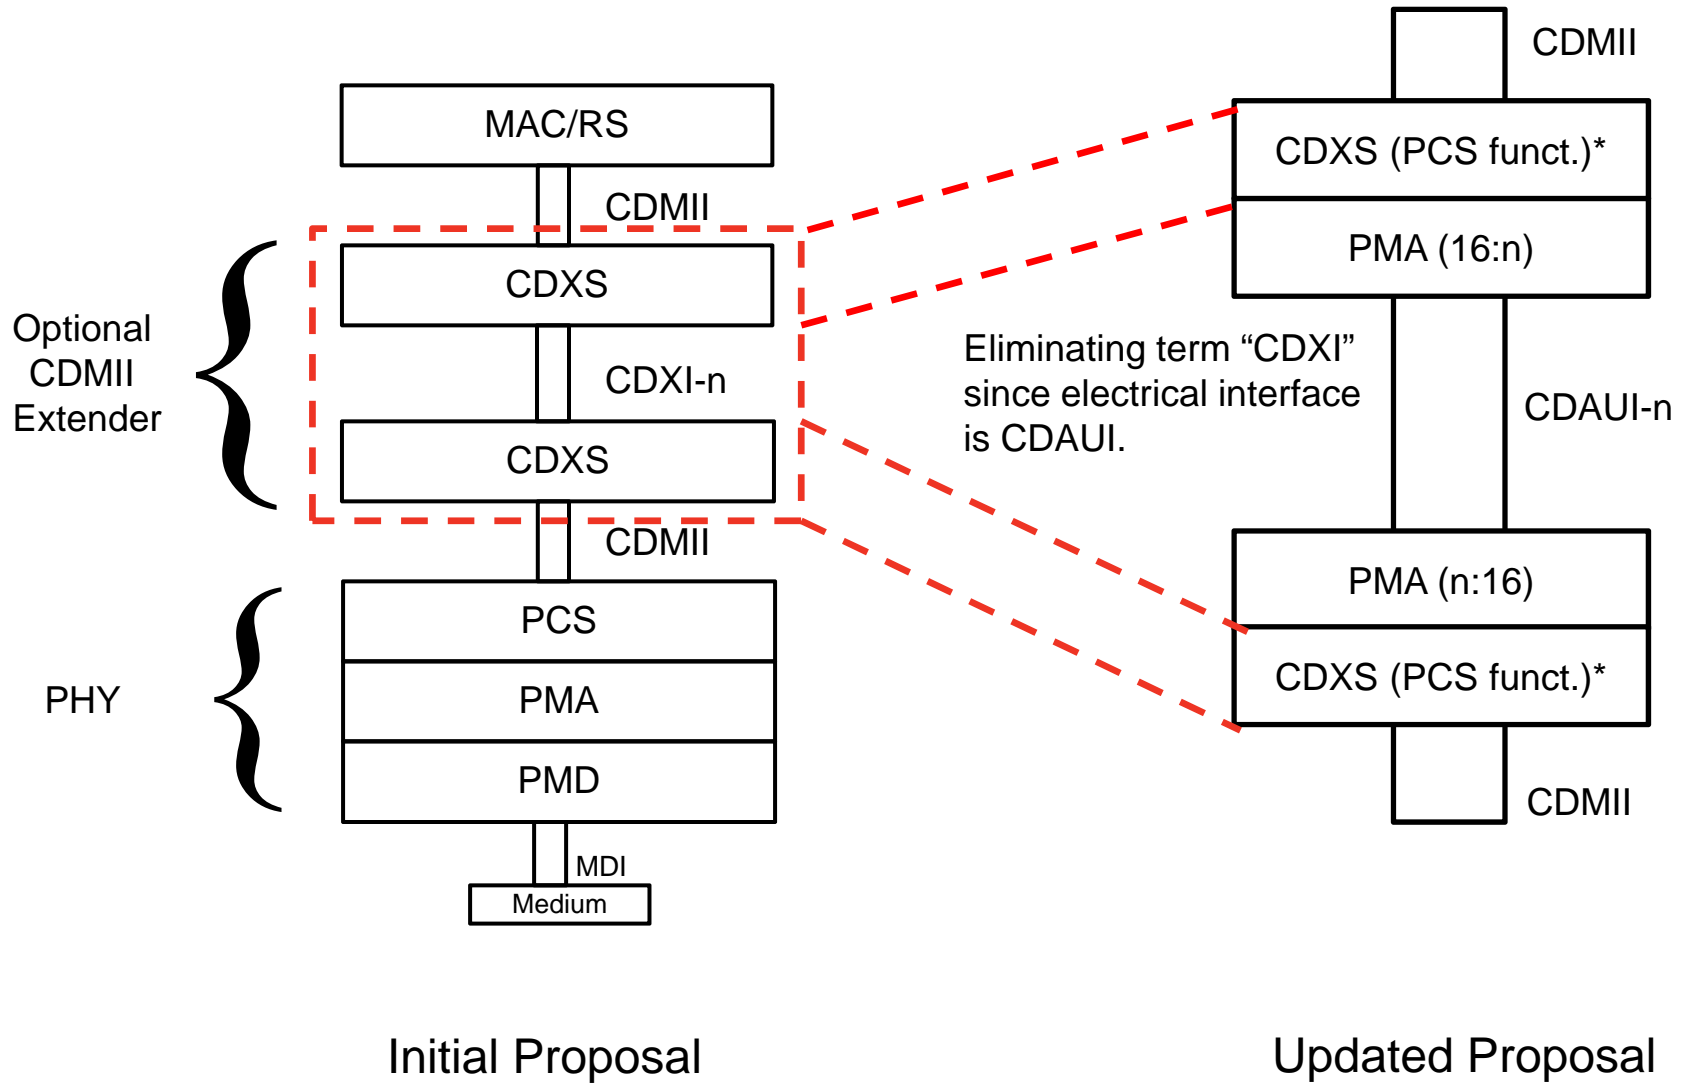 MAC/RS
CDMII
CDXS
Optional
CDMII
Extender
CDXI-n
CDXS
CDMII
PHY
PCS
PMA
PMD
MDI
Medium
Initial Proposal
Eliminating term “CDXI”
since electrical interface
is CDAUI.
CDMII
CDXS (PCS funct.)*
PMA (16:n)
CDAUI-n
PMA (n:16)
CDXS (PCS funct.)*
CDMII
Updated Proposal